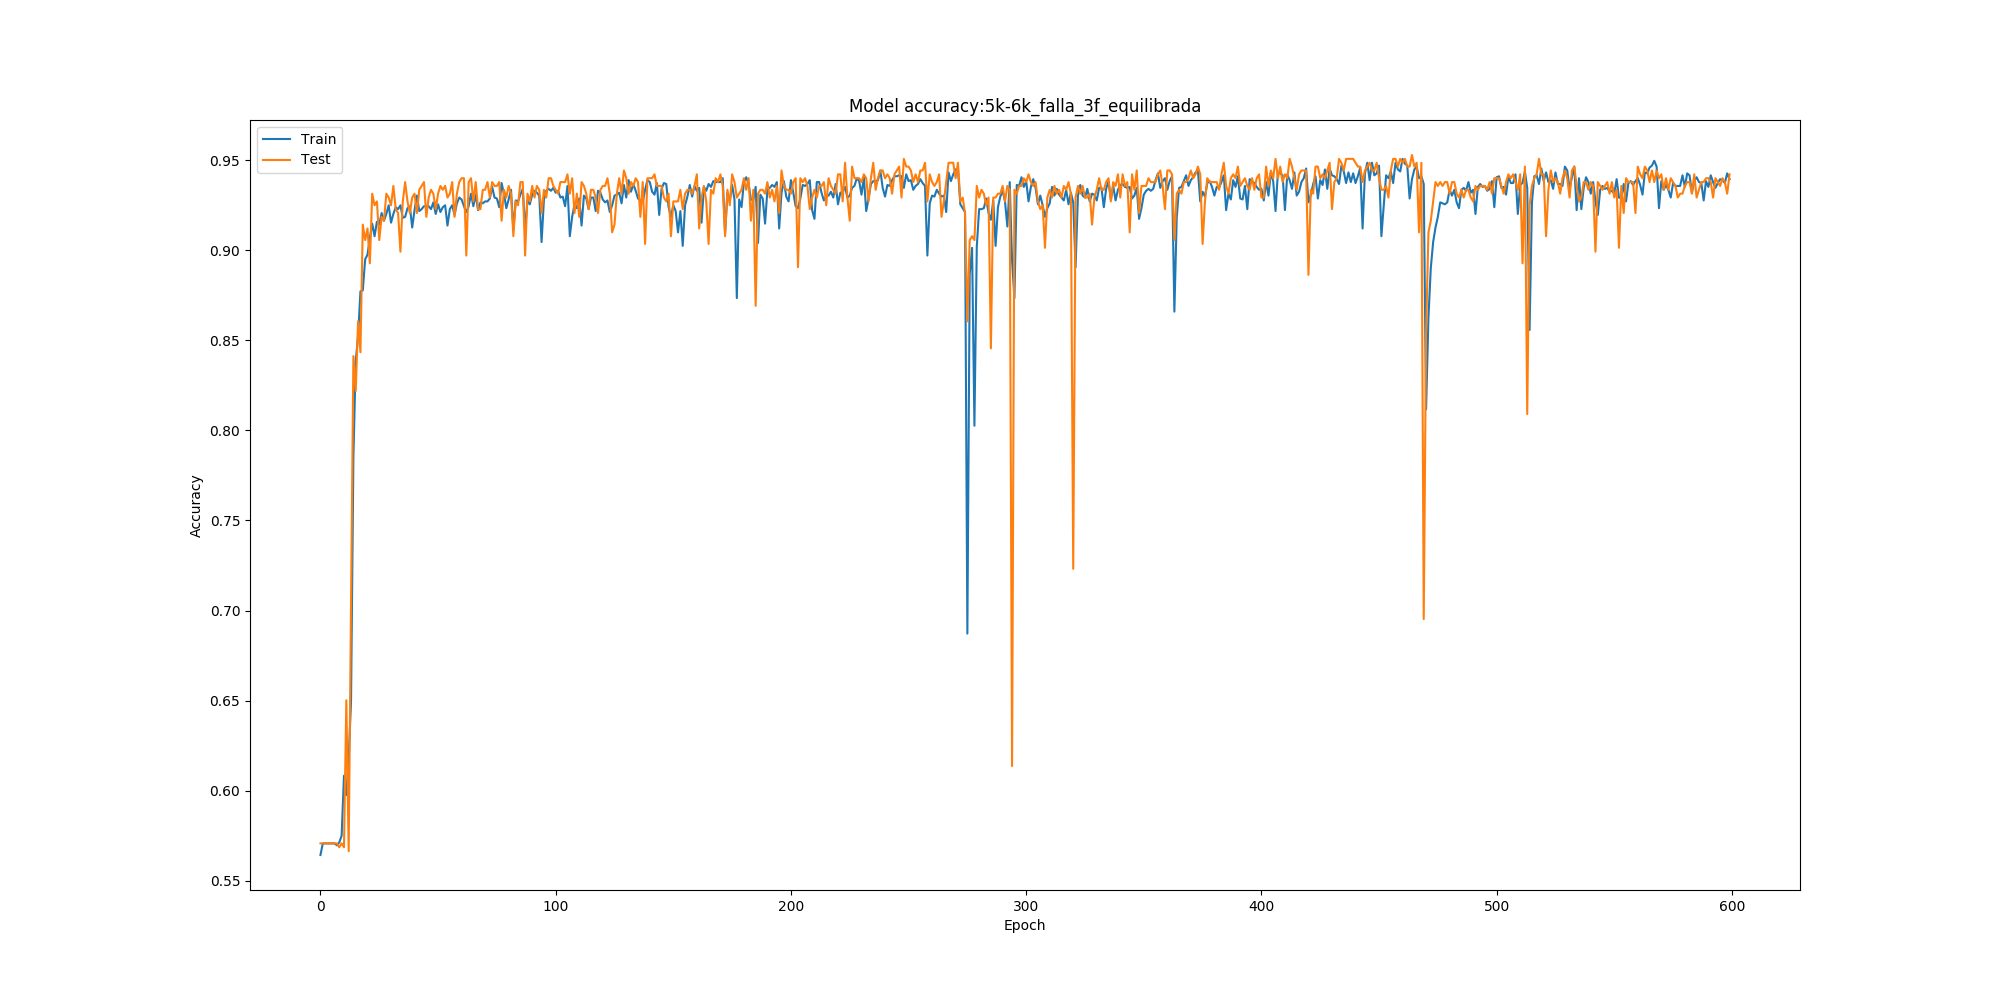 Model accuracy:5k-6k_falla_3f_equilibrada
Train
Test
0.95
0.90
0.85
0.80
0.75
0.70
0.65
0.60
0.55
Accuracy
0 100 200 300 400 500 600
Epoch